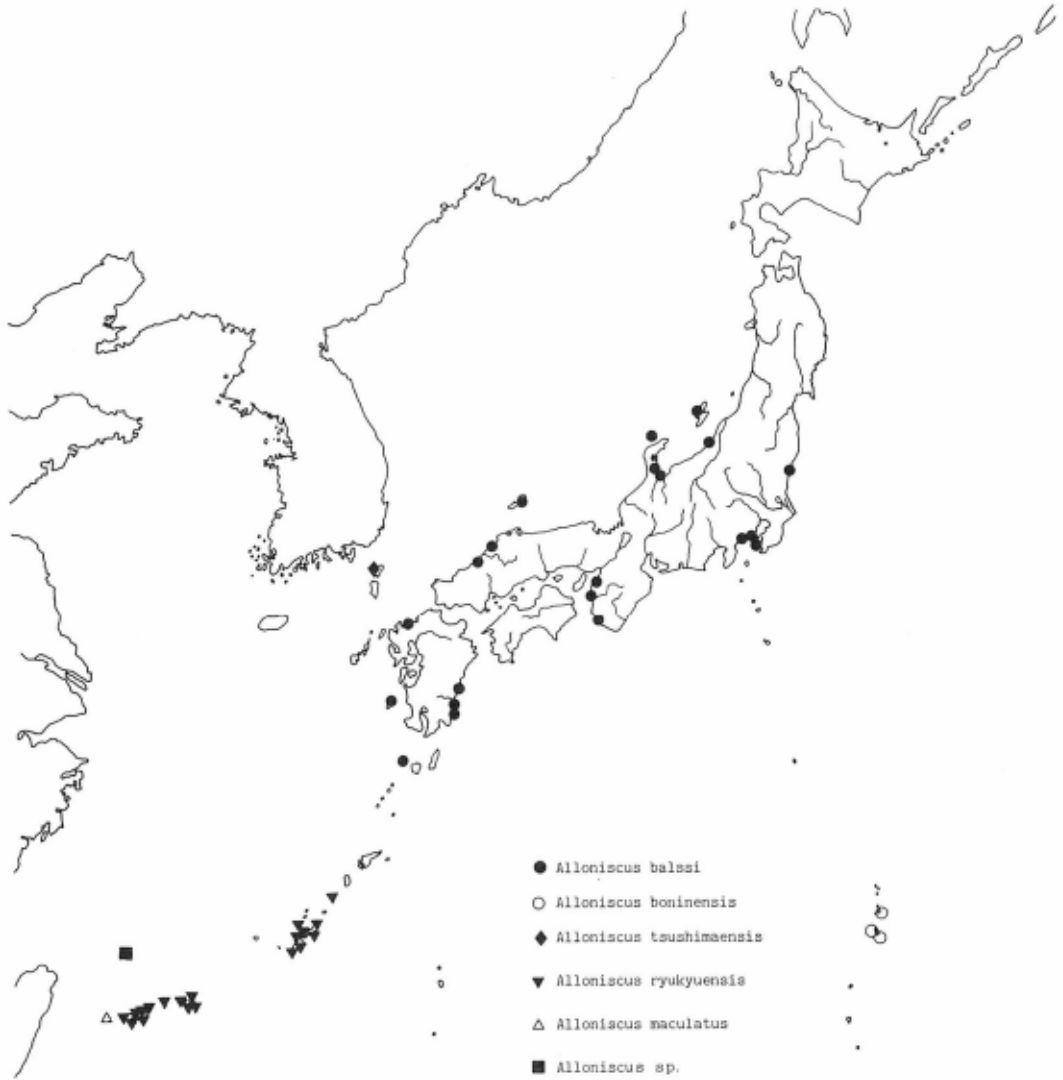 Alloniscus balssi
Alloniscus boninensis
Alloniscus tsushimaensis
Alloniscus ryukyuensis
Alloniscus maculatus
Alloniscus sp.